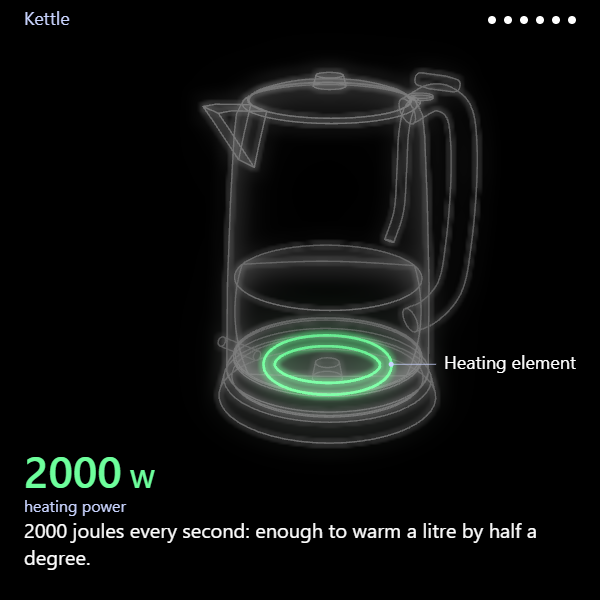 Kettle
Heating element
2000 W
heating power
2000 joules every second: enough to warm a litre by half a
degree.